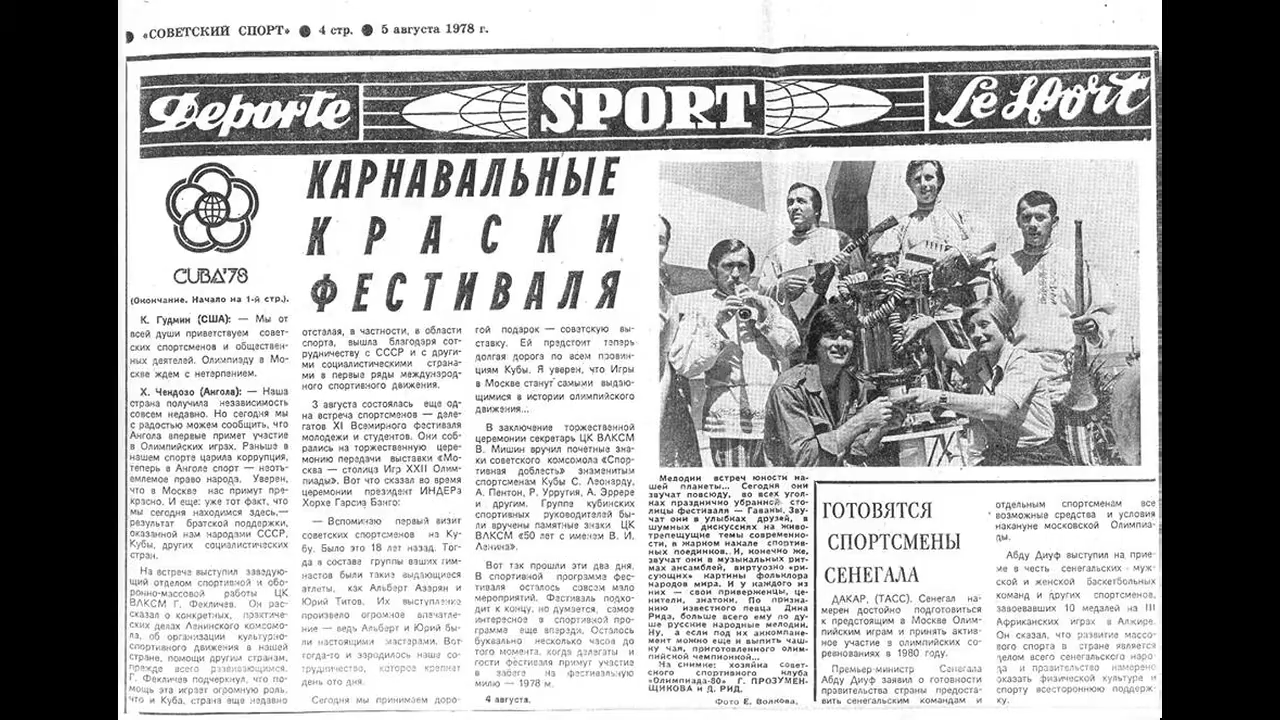 «СОВЕТСКИЙ СПОРТ» ● 4 стр. ● 5 августа 1978 г.
Deporte SPORT Le Sport
КАРНАВАЛЬНЫЕ
КРАСКИ
ФЕСТИВАЛЯ
CUBA'78
(Окончание. Начало на 1-й стр.).
К. Гудмин (США): — Мы от
всей души приветствуем совет-
ских спортсменов и обществен-
ных деятелей. Олимпиаду в Мо-
скве ждем с нетерпением.
Х. Чендозо (Ангола): — Наша
страна получила независимость
совсем недавно. Но сегодня мы
с радостью можем сообщить, что
Ангола впервые примет участие
в Олимпийских играх. Раньше в
нашем спорте царила коррупция,
теперь в Анголе спорт — неотъ-
емлемое право народа. Уверен,
что в Москве нас примут пре-
красно. И еще: уже тот факт, что
мы сегодня находимся здесь,—
результат братской поддержки,
оказанной нам народами СССР,
Кубы, других социалистических
стран.
На встрече выступил заведую-
щий отделом спортивной и обо-
ронно-массовой работы ЦК
ВЛКСМ Г. Фекличев. Он рас-
сказал о конкретных, практиче-
ских делах Ленинского комсомо-
ла, об организации культурно-
спортивного движения в нашей
стране, помощи другим странам,
прежде всего развивающимся.
Г. Фекличев подчеркнул, что по-
мощь эта играет огромную роль,
что и Куба, страна еще недавно
отсталая, в частности, в области
спорта, вышла благодаря сот-
рудничеству с СССР и с други-
ми социалистическими страна-
ми в первые ряды международ-
ного спортивного движения.
3 августа состоялась еще од-
на встреча спортсменов — деле-
гатов XI Всемирного фестиваля
молодежи и студентов. Они соб-
рались на торжественную цере-
монию передачи выставки «Мо-
сква — столица Игр XXII Олим-
пиады». Вот что сказал во время
церемонии президент ИНДЕРа
Хорхе Гарсиа Банго:
— Вспоминаю первый визит
советских спортсменов на Ку-
бу. Было это 18 лет назад. Тог-
да в составе группы ваших гим-
настов были такие выдающиеся
атлеты, как Альберт Азарян и
Юрий Титов. Их выступление
произвело огромное впечатле-
ние — ведь Альберт и Юрий бы-
ли настоящими мастерами. Вот
когда-то и зародилось наше со-
трудничество, которое крепнет
день ото дня.
Сегодня мы принимаем доро-
гой подарок — советскую вы-
ставку. Ей предстоит теперь
долгая дорога по всем провин-
циям Кубы. Я уверен, что Игры
в Москве станут самыми выдаю-
щимися в истории олимпийского
движения...
В заключение торжественной
церемонии секретарь ЦК ВЛКСМ
В. Мишин вручил почетные зна-
ки советского комсомола «Спор-
тивная доблесть» знаменитым
спортсменам Кубы С. Леонарду,
А. Пентон, Р. Уррутия, А. Эррере
и другим. Группе кубинских
спортивных руководителей бы-
ли вручены памятные знаки ЦК
ВЛКСМ «50 лет с именем В. И.
Ленина».
Вот так прошли эти два дня.
В спортивной программе фес-
тиваля осталось совсем мало
мероприятий. Фестиваль подхо-
дит к концу, но думается, самое
интересное в спортивной про-
грамме еще впереди. Осталось
буквально несколько часов до
того момента, когда делегаты и
гости фестиваля примут участие
в забеге на фестивальную
милю — 1978 м.
4 августа.
Мелодии встреч юности на-
шей планеты... Сегодня они
звучат повсюду, во всех угол-
ках празднично убранной сто-
лицы фестиваля — Гаваны. Зву-
чат они в улыбках друзей, в
шумных дискуссиях на живо-
трепещущие темы современно-
сти, в жарком накале спортив-
ных поединков. И, конечно же,
звучат они в музыкальных рит-
мах ансамблей, виртуозно «ри-
сующих» картины фольклора
народов мира. И у каждого из
них — свои приверженцы, це-
нители, знатоки. По призна-
нию известного певца Дина
Рида, больше всего ему по ду-
ше русские народные мелодии.
Ну, а если под их аккомпане-
мент можно еще и выпить чаш-
ку чая, приготовленного олим-
пийской чемпионкой...
На снимке: хозяйка совет-
ского спортивного клуба
«Олимпиада-80» Г. ПРОЗУМЕН-
ЩИКОВА и Д. РИД.
Фото Е. Волкова,
ГОТОВЯТСЯ
СПОРТСМЕНЫ
СЕНЕГАЛА
ДАКАР, (ТАСС). Сенегал на-
мерен достойно подготовиться
к предстоящим в Москве Олим-
пийским играм и принять актив-
ное участие в олимпийских со-
ревнованиях в 1980 году.
Премьер-министр Сенегала
Абду Диуф заявил о готовности
правительства страны предоста-
вить сенегальским командам и
отдельным спортсменам все
возможные средства и условия
накануне московской Олимпиа-
ды.
Абду Диуф выступил на прие-
ме в честь сенегальских муж-
ской и женской баскетбольных
команд и других спортсменов,
завоевавших 10 медалей на III
Африканских играх в Алжире.
Он сказал, что развитие массо-
вого спорта в стране является
делом всего сенегальского наро-
да и правительство намерено
оказать физической культуре и
спорту всестороннюю поддерж-
ку.